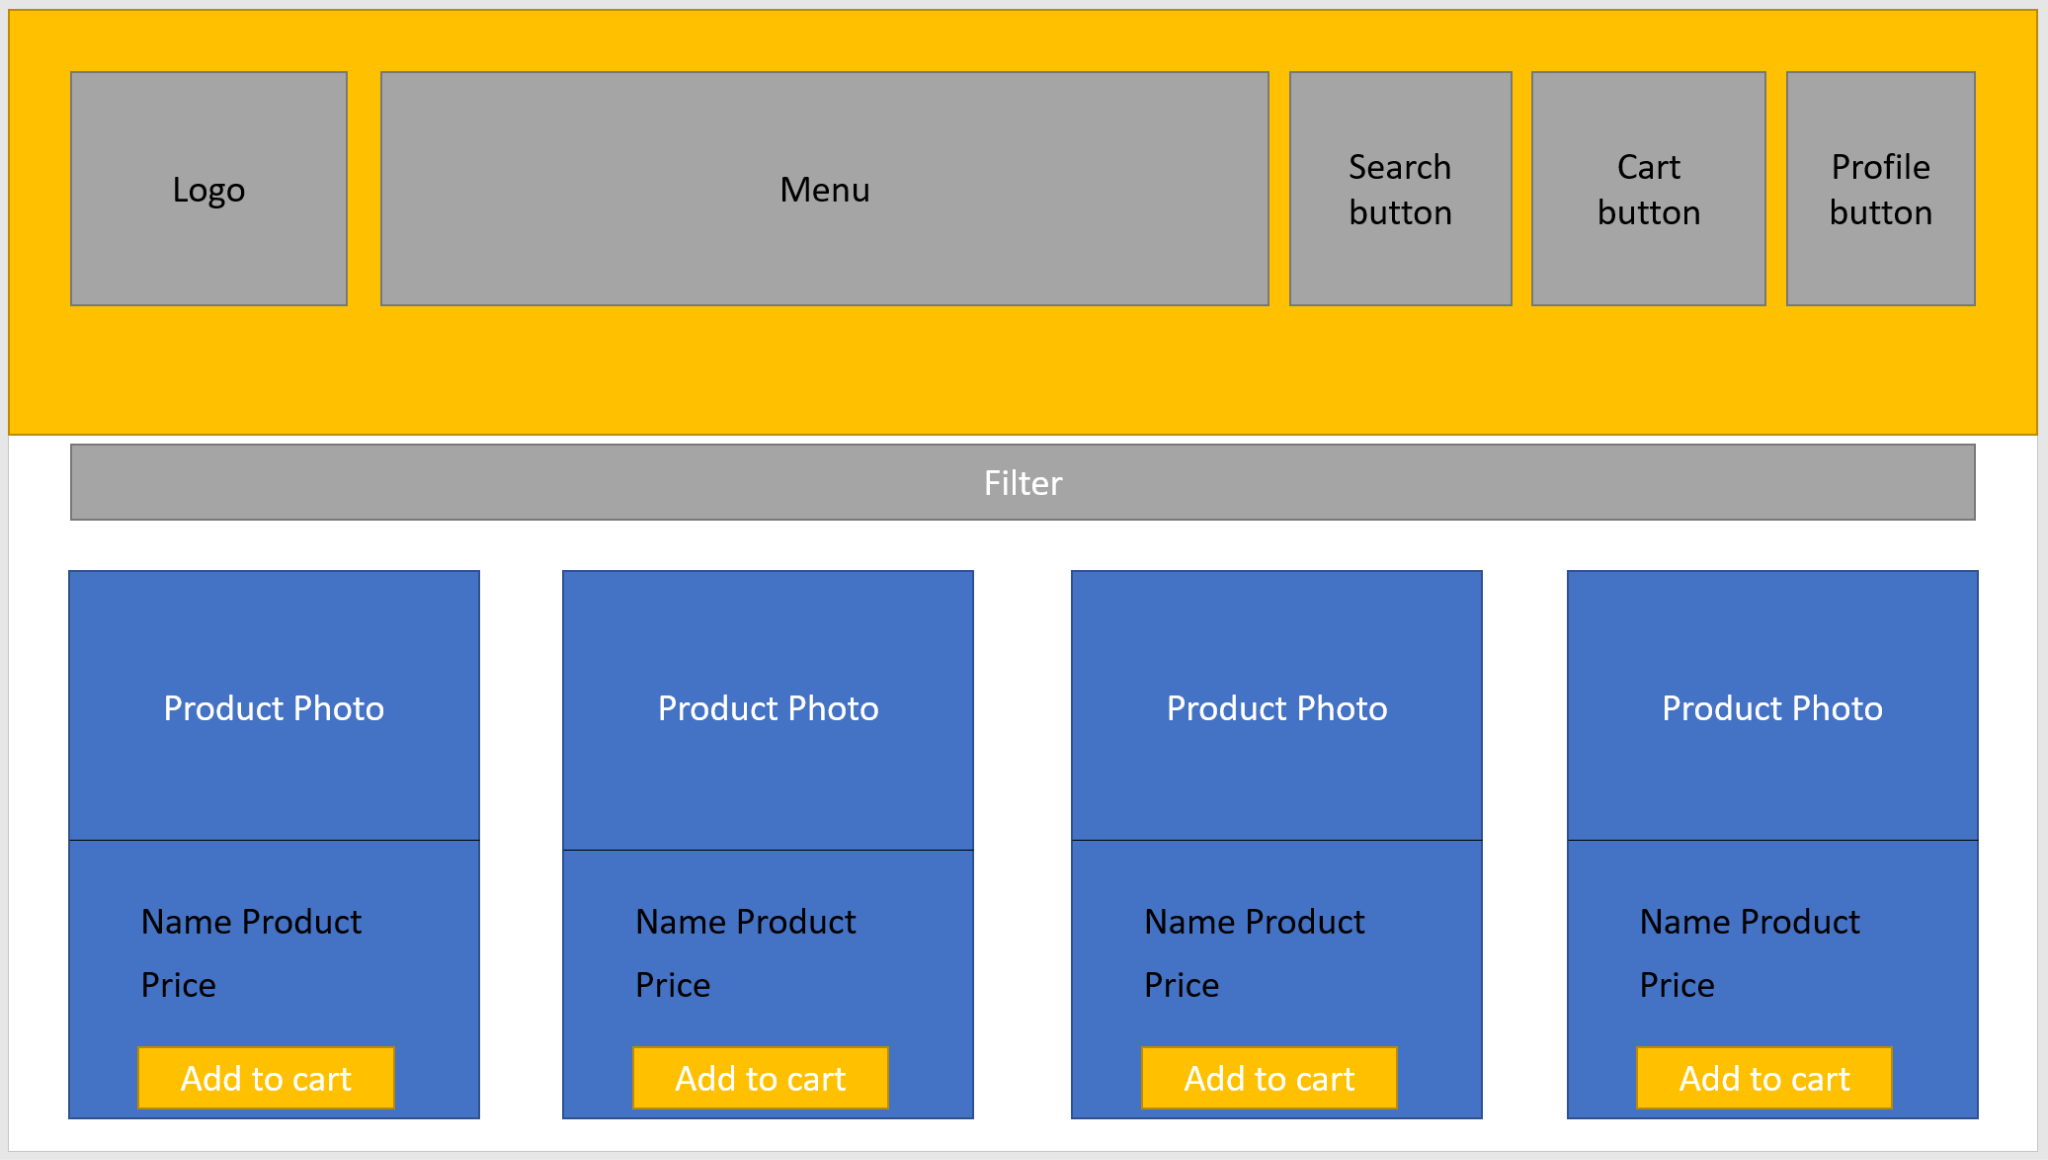 Logo
Menu
Search
button
Cart
button
Profile
button
Filter
Product Photo
Product Photo
Product Photo
Product Photo
Name Product
Price
Add to cart
Name Product
Price
Add to cart
Name Product
Price
Add to cart
Name Product
Price
Add to cart